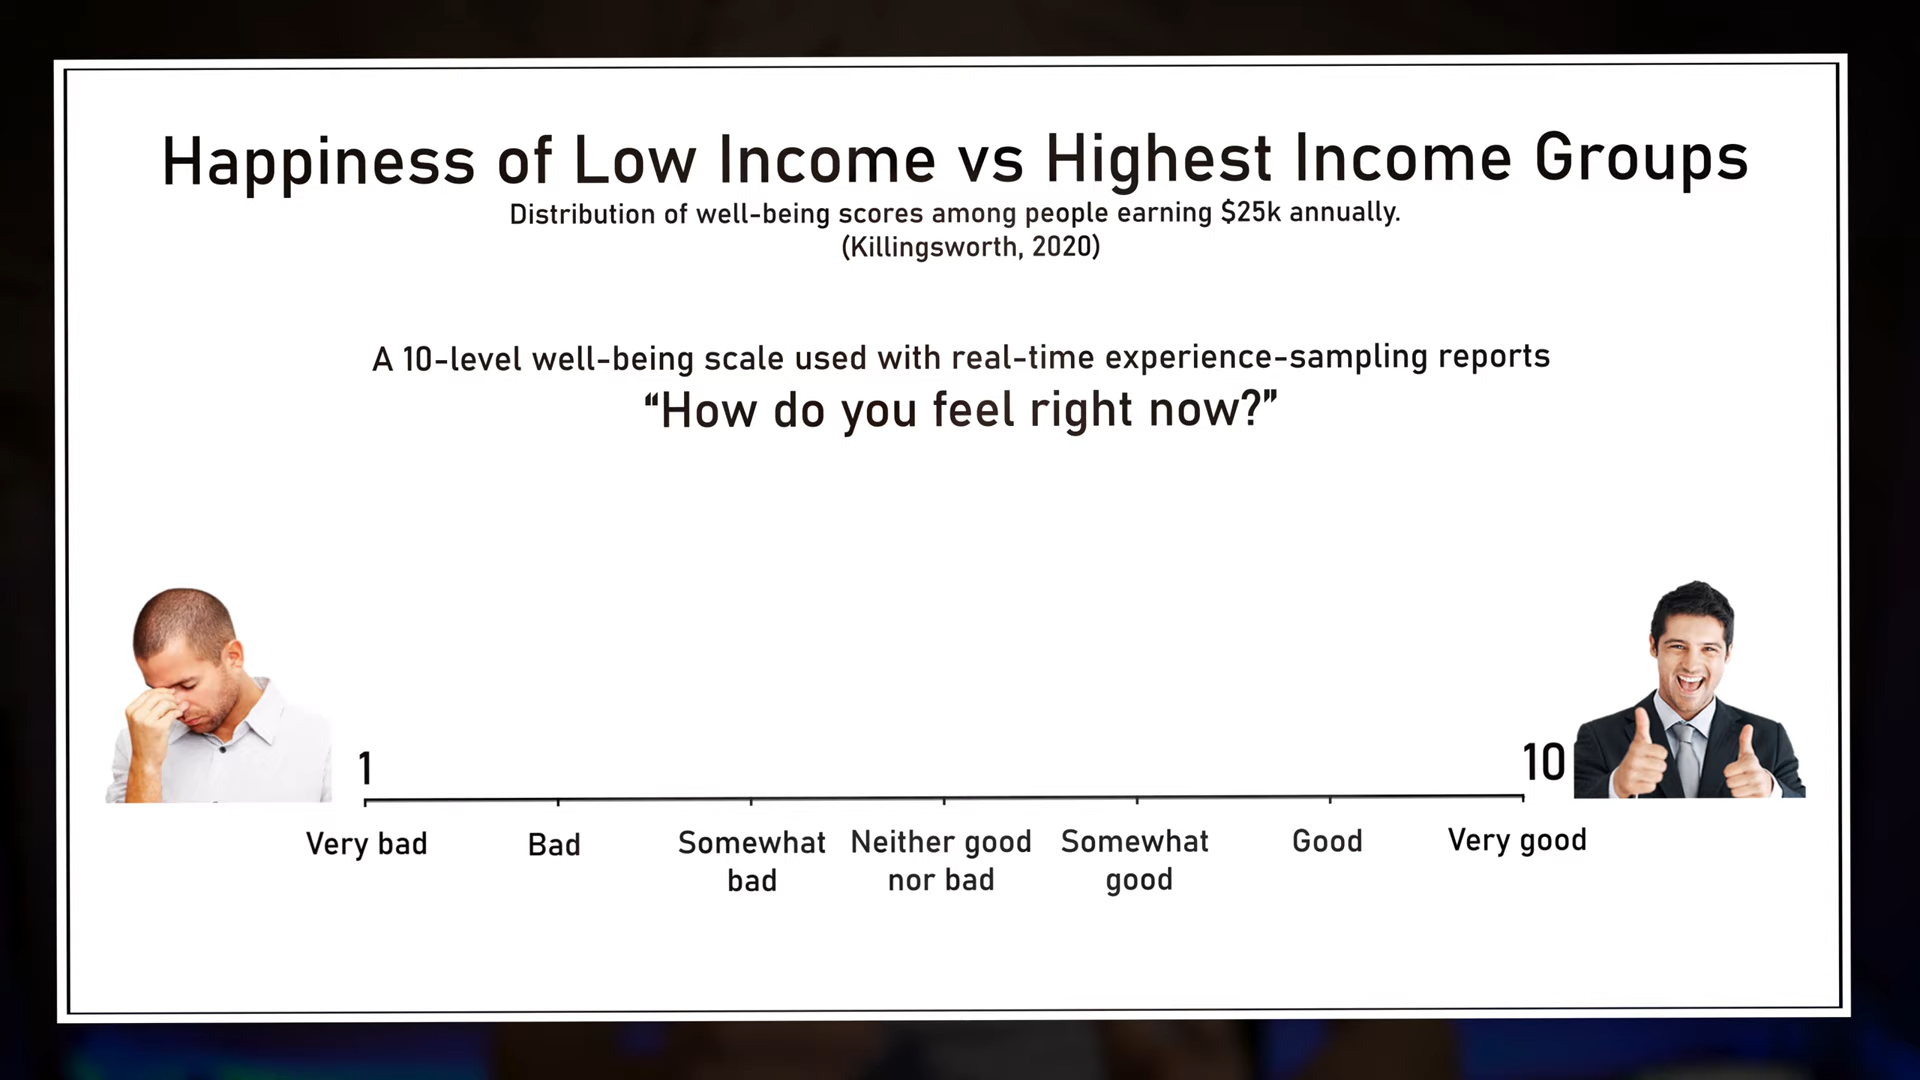 Happiness of Low Income vs Highest Income Groups
Distribution of well-being scores among people earning $25k annually.
(Killingsworth, 2020)
A 10-level well-being scale used with real-time experience-sampling reports
“How do you feel right now?”
1
10
Very bad
Bad
Somewhat
bad
Neither good
nor bad
Somewhat
good
Good
Very good